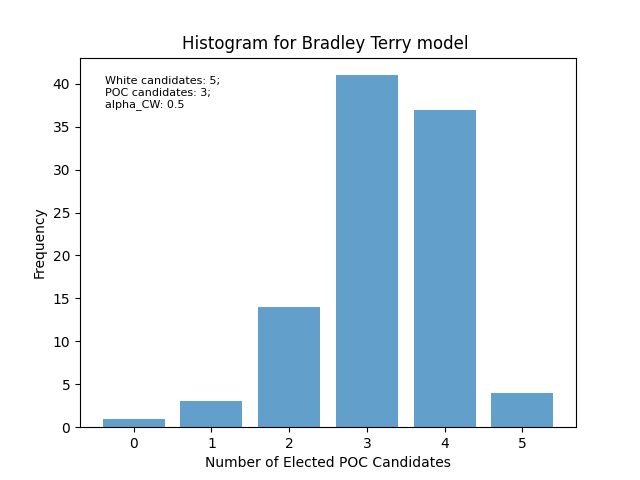 Histogram for Bradley Terry model
White candidates: 5;
POC candidates: 3;
alpha_CW: 0.5
40
35
30
25
20
15
10
5
0
Frequency
0 1 2 3 4 5
Number of Elected POC Candidates